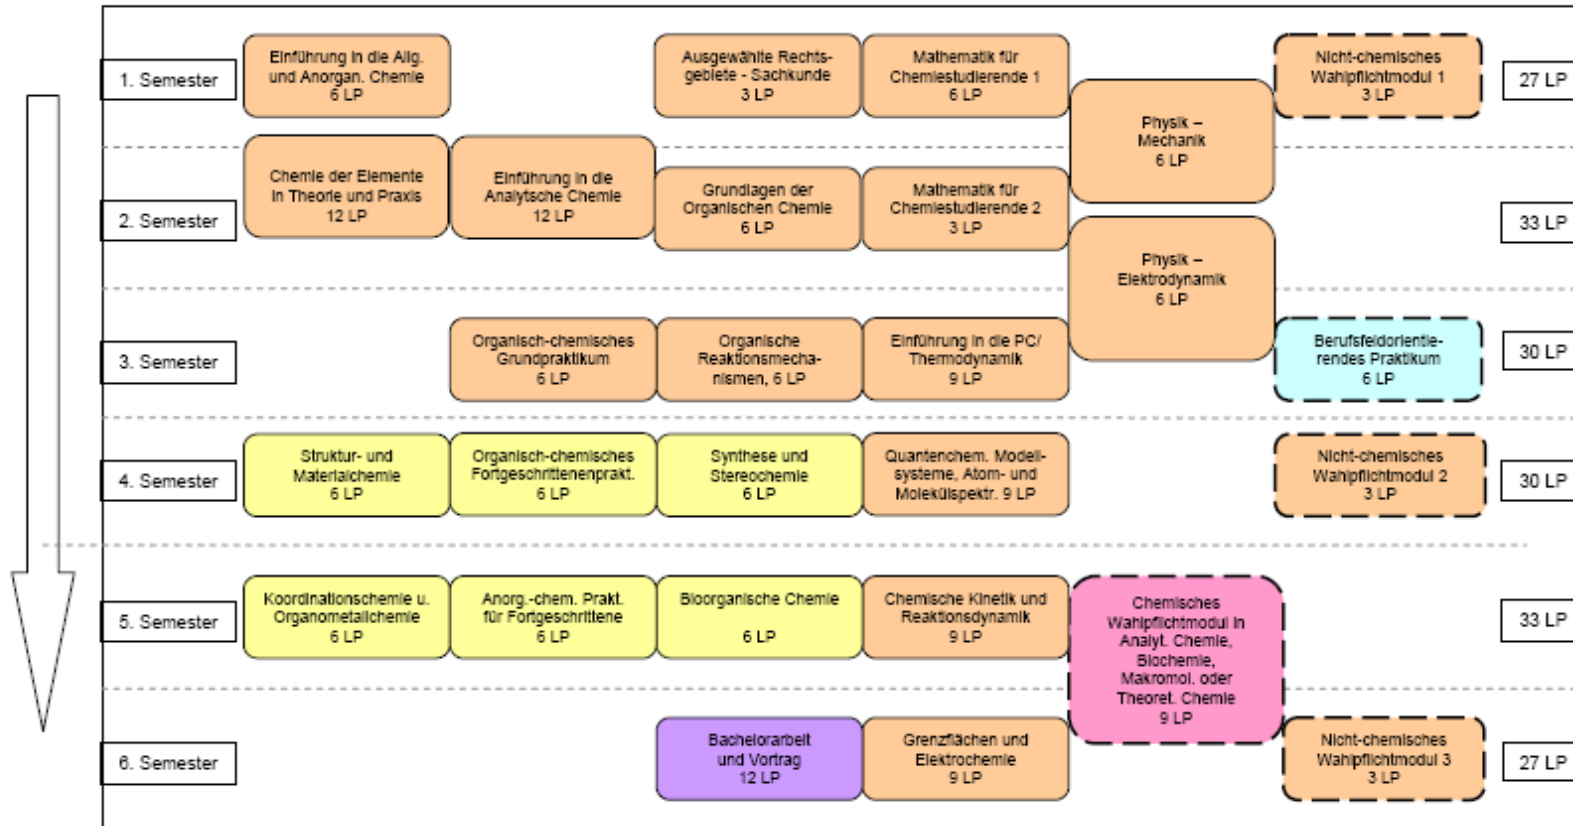 1. Semester
Einführung in die Allg.
und Anorgan. Chemie
6 LP
Ausgewählte Rechts-
gebiete - Sachkunde
3 LP
Mathematik für
Chemiestudierende 1
6 LP
Physik –
Mechanik
6 LP
Nicht-chemisches
Wahlpflichtmodul 1
3 LP
27 LP
2. Semester
Chemie der Elemente
in Theorie und Praxis
12 LP
Einführung in die
Analytsche Chemie
12 LP
Grundlagen der
Organischen Chemie
6 LP
Mathematik für
Chemiestudierende 2
3 LP
Physik –
Elektrodynamik
6 LP
33 LP
3. Semester
Organisch-chemisches
Grundpraktikum
6 LP
Organische
Reaktionsmecha-
nismen, 6 LP
Einführung in die PC/
Thermodynamik
9 LP
Berufsfeldorientie-
rendes Praktikum
6 LP
30 LP
4. Semester
Struktur- und
Materialchemie
6 LP
Organisch-chemisches
Fortgeschrittenenprakt.
6 LP
Synthese und
Stereochemie
6 LP
Quantenchem. Modell-
systeme, Atom- und
Molekülspektr. 9 LP
Nicht-chemisches
Wahlpflichtmodul 2
3 LP
30 LP
5. Semester
Koordinationschemie u.
Organometallchemie
6 LP
Anorg.-chem. Prakt.
für Fortgeschrittene
6 LP
Bioorganische Chemie
6 LP
Chemische Kinetik und
Reaktionsdynamik
9 LP
Chemisches
Wahlpflichtmodul in
Analyt. Chemie,
Biochemie,
Makromol. oder
Theoret. Chemie
9 LP
33 LP
6. Semester
Bachelorarbeit
und Vortrag
12 LP
Grenzflächen und
Elektrochemie
9 LP
Nicht-chemisches
Wahlpflichtmodul 3
3 LP
27 LP